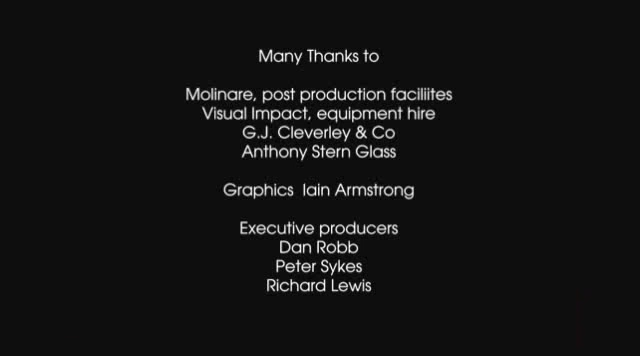 Many Thanks to
Molinare, post production faciliites
Visual Impact, equipment hire
G.J. Cleverley & Co
Anthony Stern Glass
Graphics Iain Armstrong
Executive producers
Dan Robb
Peter Sykes
Richard Lewis